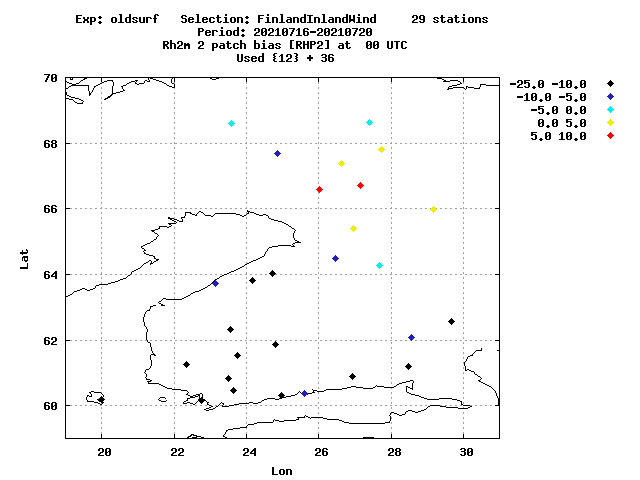 Exp: oldsurf   Selection: FinlandInlandWind     29 stations
Period: 20210716-20210720
Rh2m 2 patch bias [RHP2] at  00 UTC
Used {12} + 36
-25.0 -10.0
-10.0 -5.0
-5.0 0.0
0.0 5.0
5.0 10.0
70
68
66
64
62
60
Lat
20 22 24 26 28 30
Lon